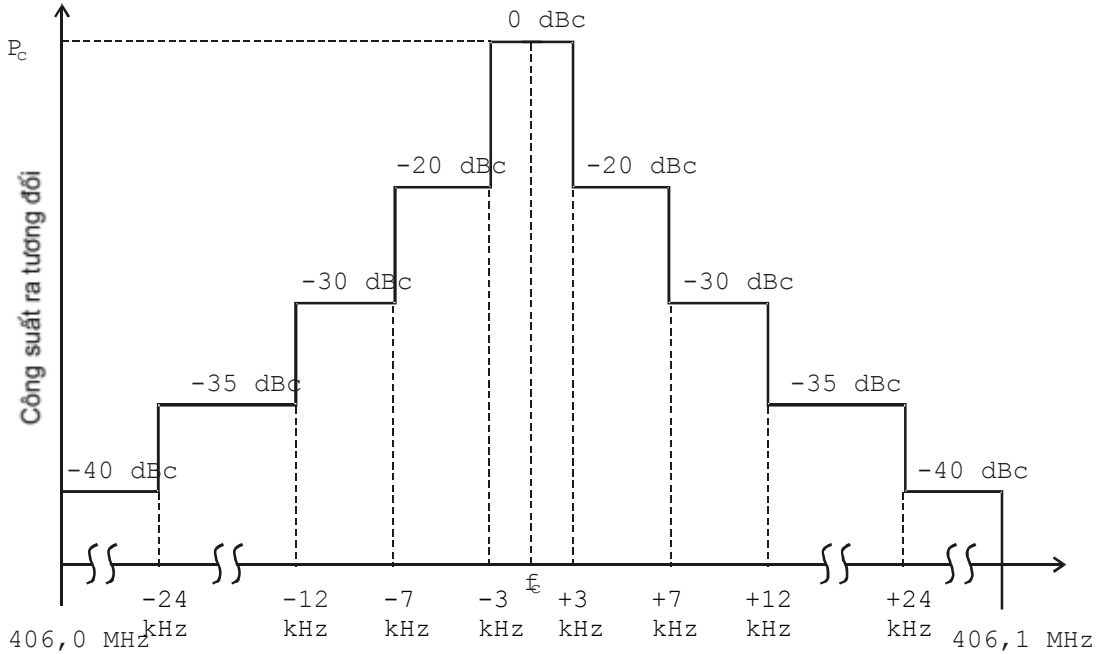 0 dBc
Pc
-20 dBc
-20 dBc
Công suất ra tương đối
-30 dBc
-30 dBc
-35 dBc
-35 dBc
-40 dBc
-40 dBc
fc
-24 kHz
-12 kHz
-7 kHz
-3 kHz
+3 kHz
+7 kHz
+12 kHz
+24 kHz
406,0 MHz
406,1 MHz